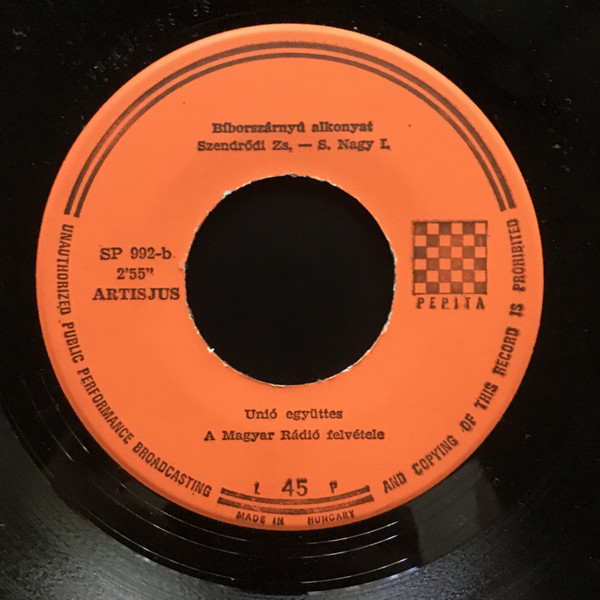 Bíborszárnyú alkonyat
Szendrődi Zs. — S. Nagy I.
SP 992-b
2'55"
ARTISJUS
PEPITA
Unió együttes
A Magyar Rádió felvétele
UNAUTHORIZED PUBLIC PERFORMANCE BROADCASTING
AND COPYING OF THIS RECORD IS PROHIBITED
45
MADE IN HUNGARY